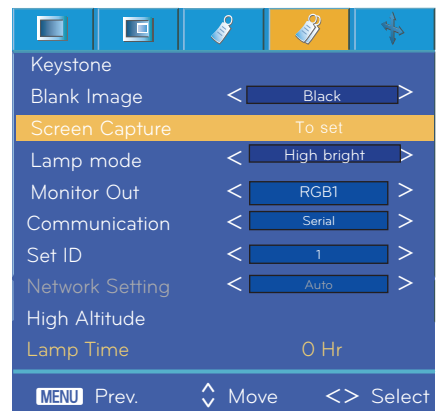 Keystone
Blank Image < Black >
Screen Capture To set
Lamp mode < High bright >
Monitor Out < RGB1 >
Communication < Serial >
Set ID < 1 >
Network Setting < Auto >
High Altitude
Lamp Time 0 Hr
MENU Prev. Move <> Select